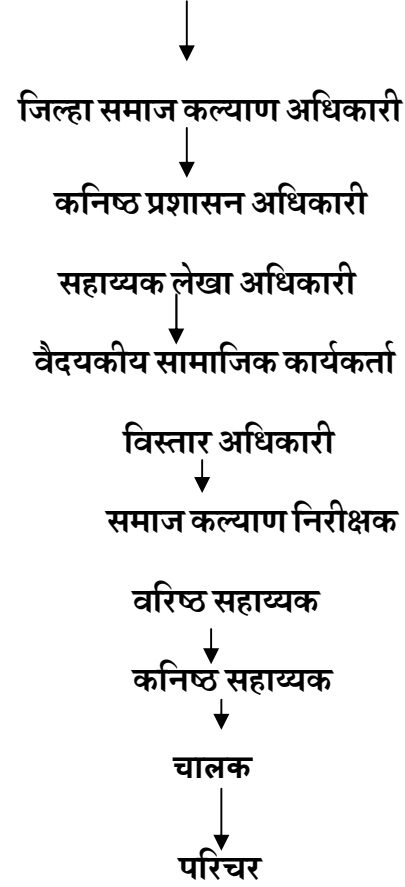 जिल्हा समाज कल्याण अधिकारी
कनिष्ठ प्रशासन अधिकारी
सहाय्यक लेखा अधिकारी
वैदयकीय सामाजिक कार्यकर्ता
विस्तार अधिकारी
समाज कल्याण निरीक्षक
वरिष्ठ सहाय्यक
कनिष्ठ सहाय्यक
चालक
परिचर